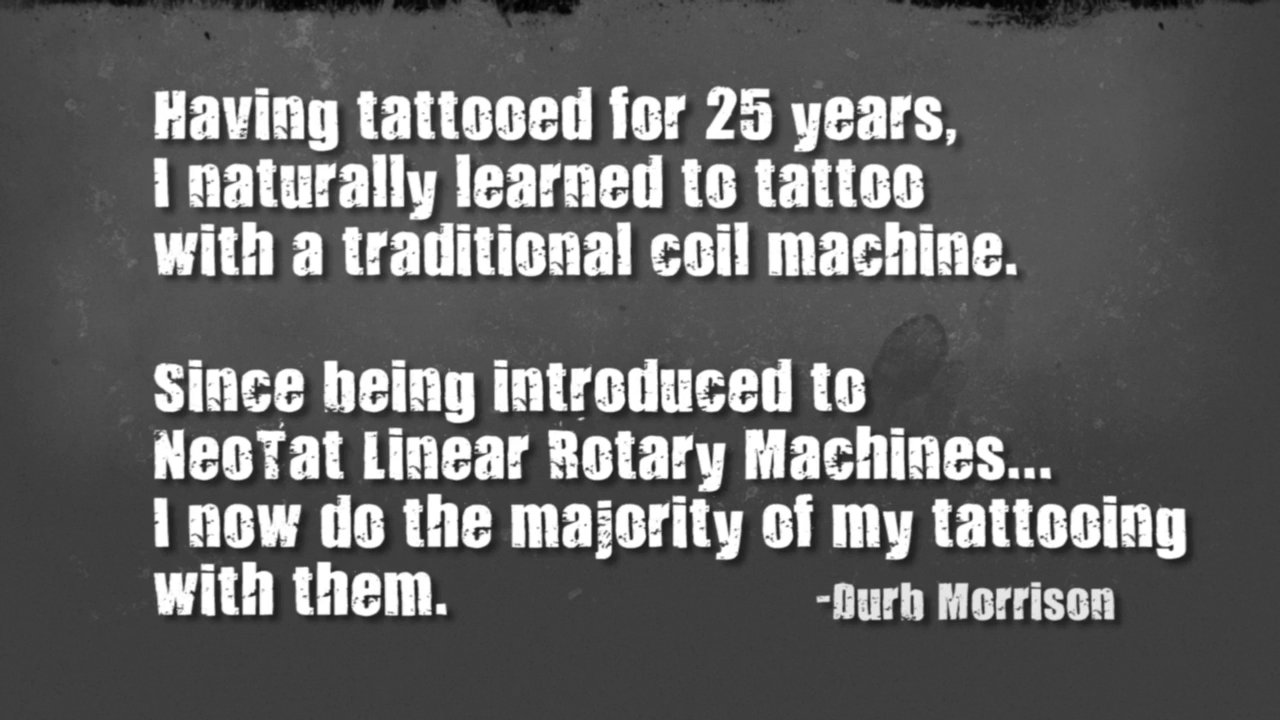 Having tattooed for 25 years,
I naturally learned to tattoo
with a traditional coil machine.
Since being introduced to
NeoTat Linear Rotary Machines...
I now do the majority of my tattooing
with them.
-Durb Morrison